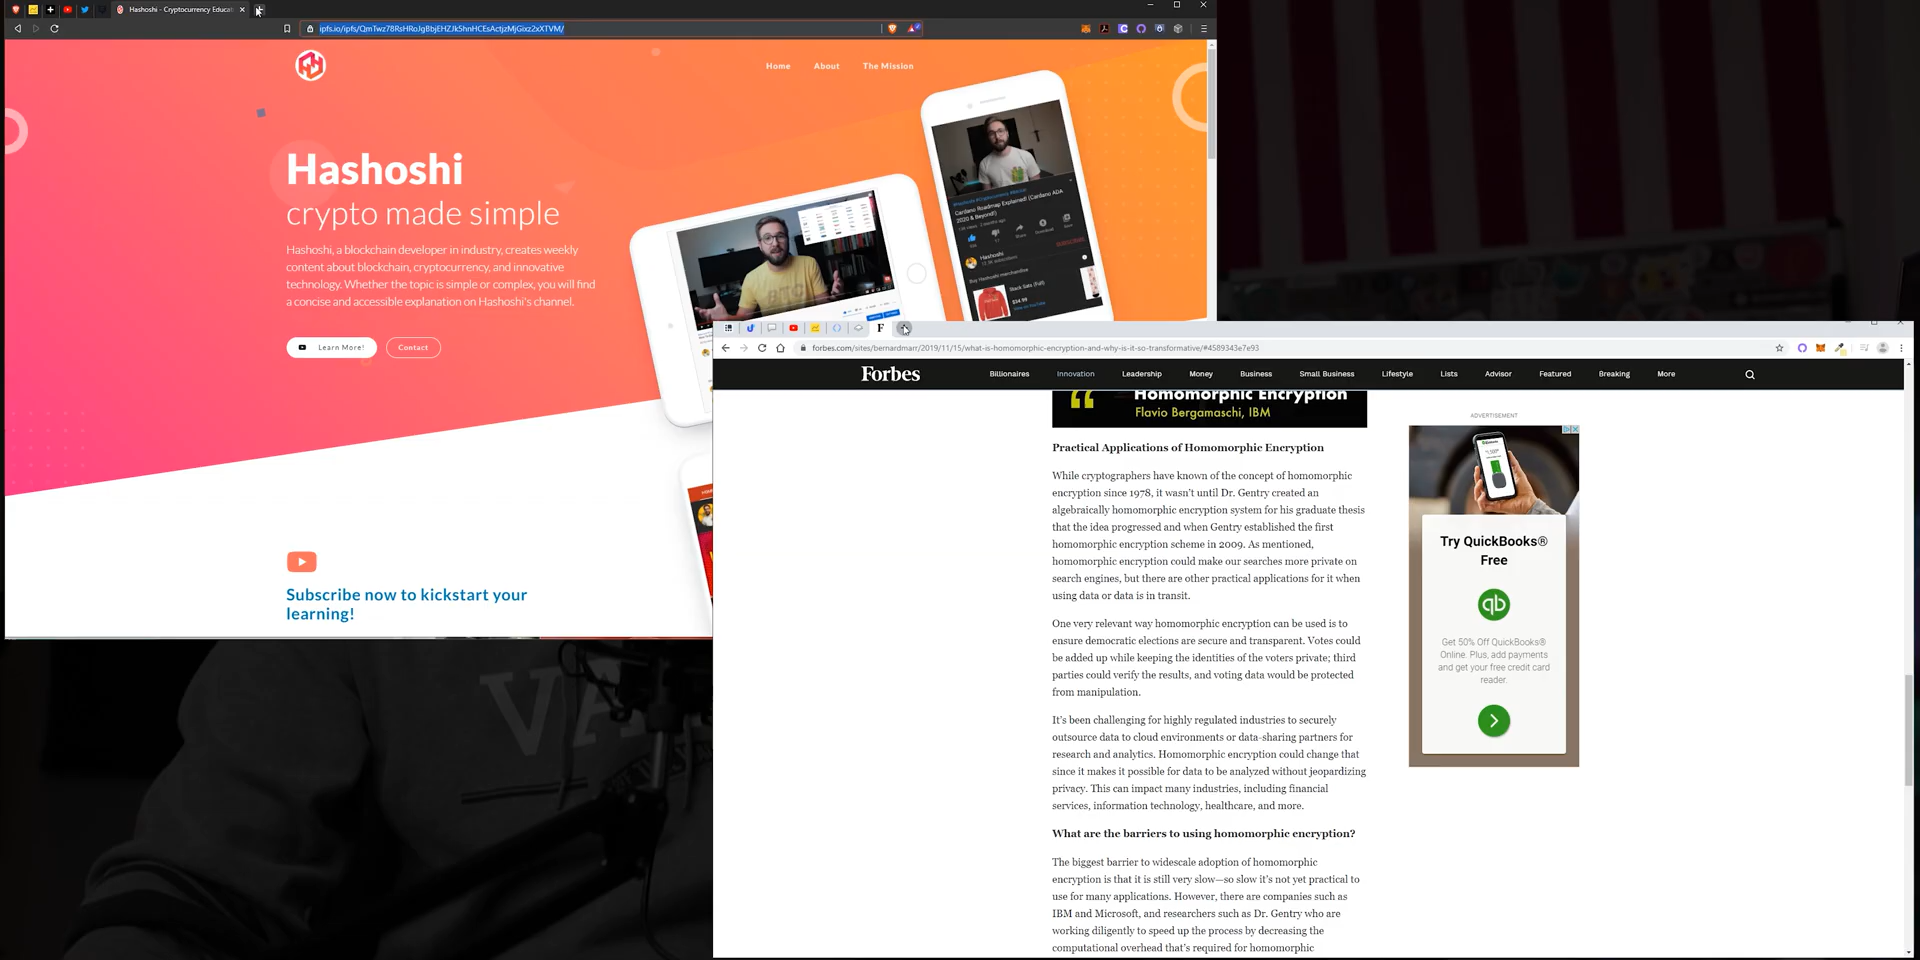 Hashoshi - Cryptocurrency Educat
Home About The Mission
Hashoshi
crypto made simple
Hashoshi, a blockchain developer in industry, creates weekly
content about blockchain, cryptocurrency, and innovative
technology. Whether the topic is simple or complex, you will find
a concise and accessible explanation on Hashoshi's channel.
Learn More!
Contact
Cardano Roadmap Explained! (Cardano ADA
2020 & Beyond!)
Hashoshi
Buy Hashoshi merchandise
Stack Sats (Full)
$34.99
Subscribe now to kickstart your
learning!
VA
forbes.com/sites/bernardmarr/2019/11/15/what-is-homomorphic-encryption-and-why-is-it-so-transformative/#4589343e7e93
Forbes
Billionaires Innovation Leadership Money Business Small Business Lifestyle Lists Advisor Featured Breaking More
Homomorphic Encryption
Flavio Bergamaschi, IBM
Practical Applications of Homomorphic Encryption
While cryptographers have known of the concept of homomorphic
encryption since 1978, it wasn't until Dr. Gentry created an
algebraically homomorphic encryption system for his graduate thesis
that the idea progressed and when Gentry established the first
homomorphic encryption scheme in 2009. As mentioned,
homomorphic encryption could make our searches more private on
search engines, but there are other practical applications for it when
using data or data is in transit.
One very relevant way homomorphic encryption can be used is to
ensure democratic elections are secure and transparent. Votes could
be added up while keeping the identities of the voters private; third
parties could verify the results, and voting data would be protected
from manipulation.
It's been challenging for highly regulated industries to securely
outsource data to cloud environments or data-sharing partners for
research and analytics. Homomorphic encryption could change that
since it makes it possible for data to be analyzed without jeopardizing
privacy. This can impact many industries, including financial
services, information technology, healthcare, and more.
What are the barriers to using homomorphic encryption?
The biggest barrier to widescale adoption of homomorphic
encryption is that it is still very slow—so slow it's not yet practical to
use for many applications. However, there are companies such as
IBM and Microsoft, and researchers such as Dr. Gentry who are
working diligently to speed up the process by decreasing the
computational overhead that's required for homomorphic
ADVERTISEMENT
Try QuickBooks®
Free
qb
Get 50% Off QuickBooks®
Online. Plus, add payments
and get your free credit card
reader.